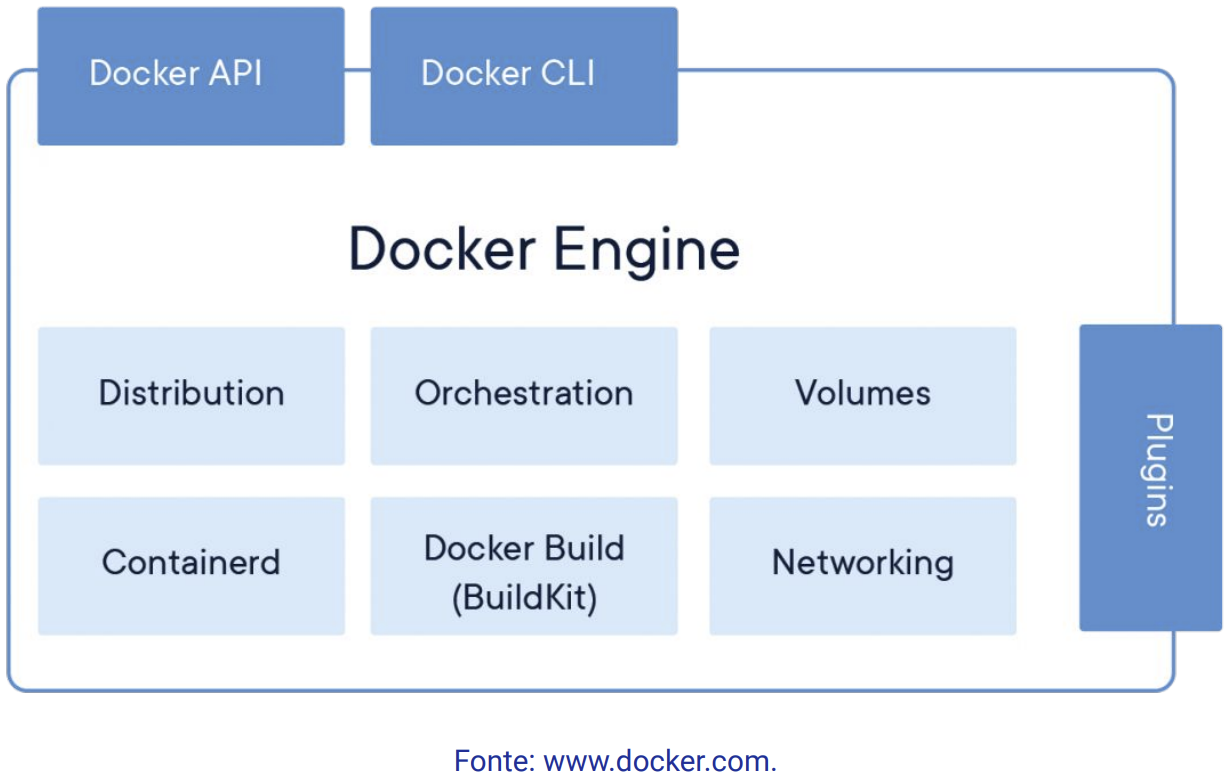 Docker API
Docker CLI
Docker Engine
Distribution
Orchestration
Volumes
Containerd
Docker Build
(BuildKit)
Networking
Plugins
Fonte: www.docker.com.